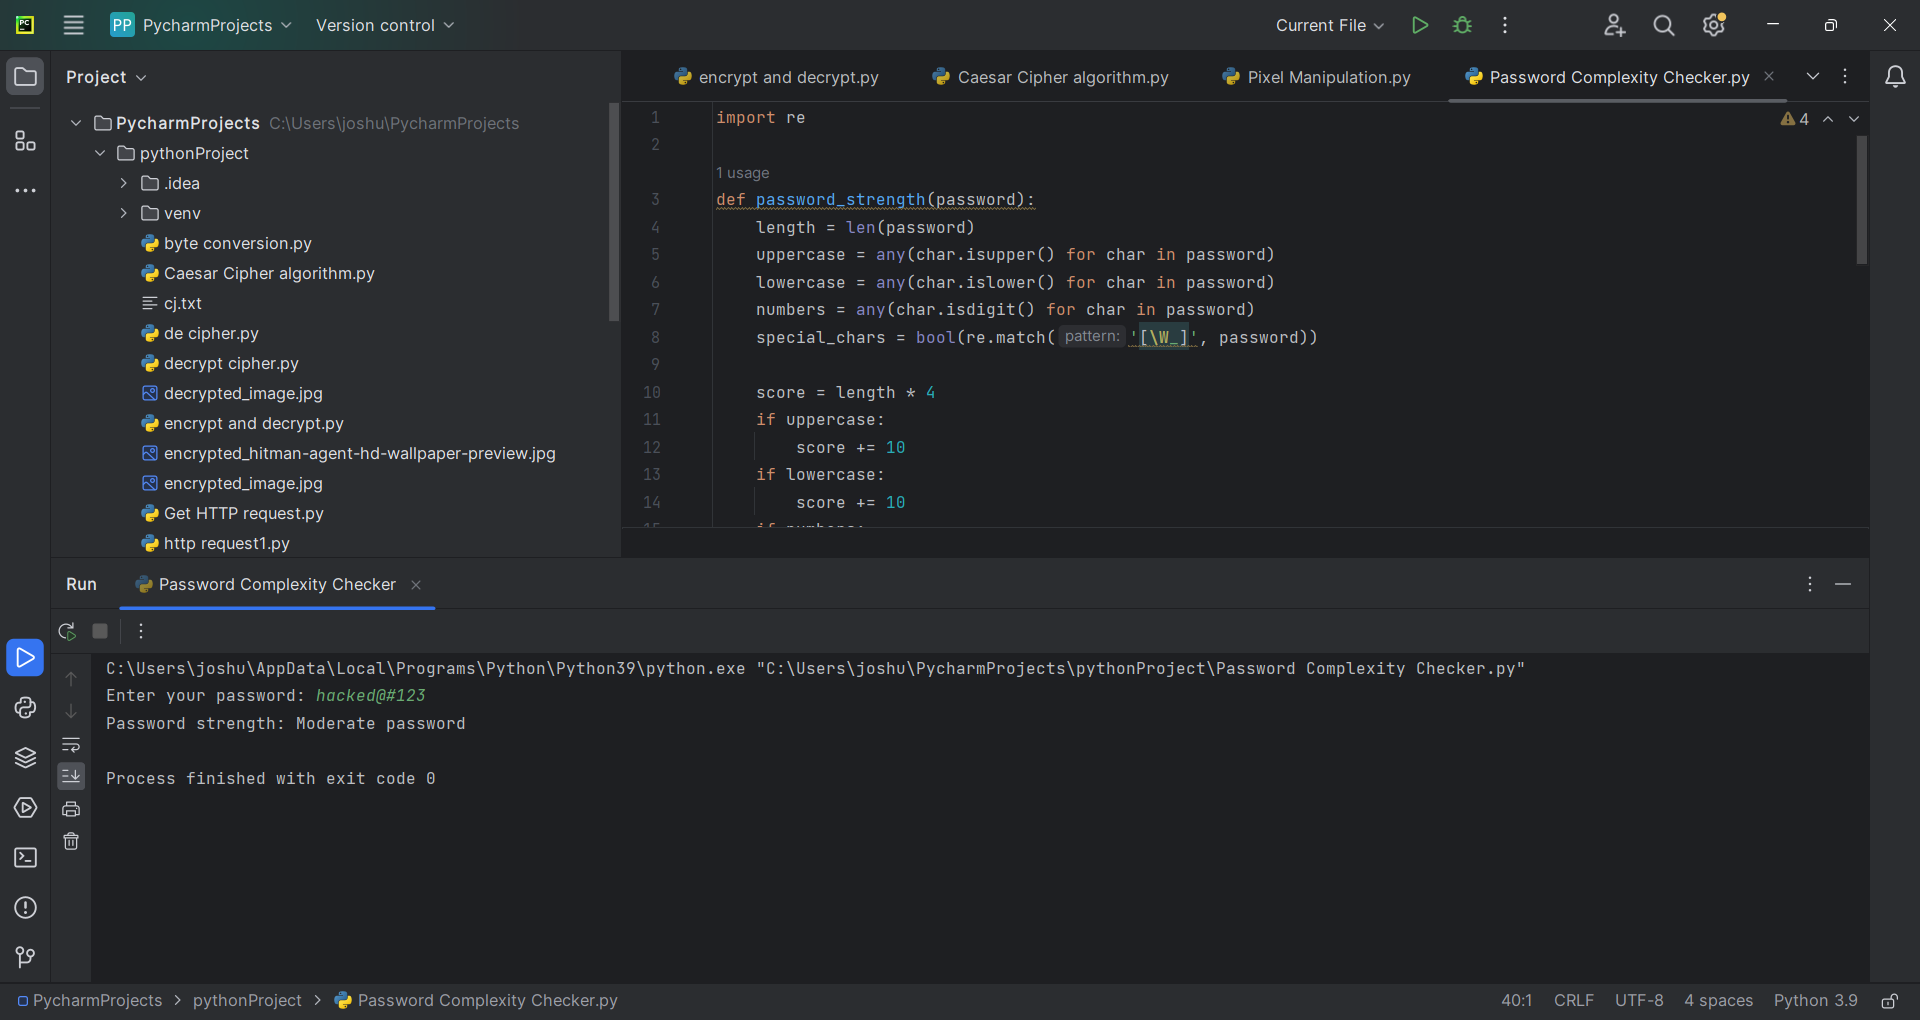 PC
PP PycharmProjects Version control Current File
Project
PycharmProjects C:\Users\joshu\PycharmProjects
pythonProject
.idea
venv
byte conversion.py
Caesar Cipher algorithm.py
cj.txt
de cipher.py
decrypt cipher.py
decrypted_image.jpg
encrypt and decrypt.py
encrypted_hitman-agent-hd-wallpaper-preview.jpg
encrypted_image.jpg
Get HTTP request.py
http request1.py
encrypt and decrypt.py Caesar Cipher algorithm.py Pixel Manipulation.py Password Complexity Checker.py
4
1 import re
2
1 usage
3 def password_strength(password):
4 length = len(password)
5 uppercase = any(char.isupper() for char in password)
6 lowercase = any(char.islower() for char in password)
7 numbers = any(char.isdigit() for char in password)
8 special_chars = bool(re.match( pattern: '[\W_]', password))
9
10 score = length * 4
11 if uppercase:
12 score += 10
13 if lowercase:
14 score += 10
15 if numbers:
Run Password Complexity Checker
C:\Users\joshu\AppData\Local\Programs\Python\Python39\python.exe "C:\Users\joshu\PycharmProjects\pythonProject\Password Complexity Checker.py"
Enter your password: hacked@#123
Password strength: Moderate password
Process finished with exit code 0
PycharmProjects > pythonProject > Password Complexity Checker.py 40:1 CRLF UTF-8 4 spaces Python 3.9